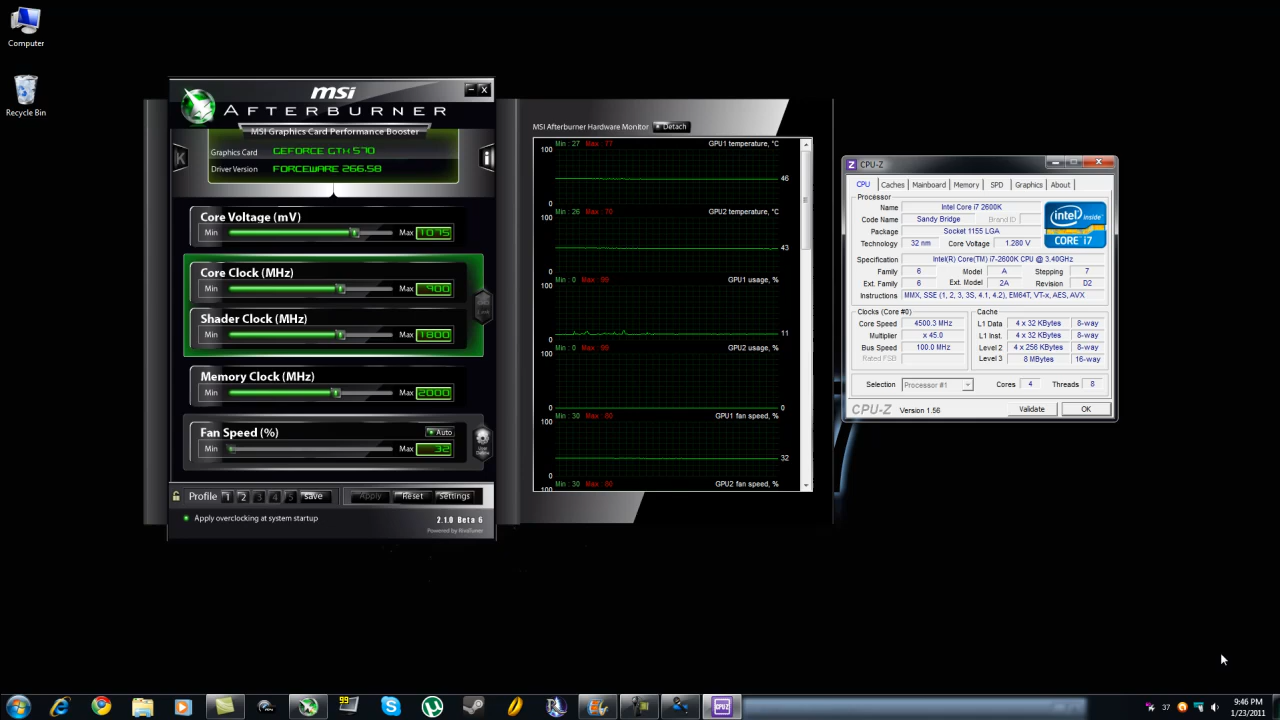 Computer
Recycle Bin
msi
AFTERBURNER
MSI Graphics Card Performance Booster
Graphics Card GEFORCE GTX 570
Driver Version FORCEWARE 266.58
K
i
Core Voltage (mV)
Min Max 1075
Core Clock (MHz)
Min Max 900
Shader Clock (MHz)
Min Max 1800
Memory Clock (MHz)
Min Max 2000
Fan Speed (%)
Auto
Min Max 32
Profile 1 2 3 4 5 Save Apply Reset Settings
Apply overclocking at system startup
2.1.0 Beta 6
Powered by RivaTuner
MSI Afterburner Hardware Monitor Detach
100 Min : 27 Max : 77 GPU1 temperature, °C
46
0
100 Min : 26 Max : 70 GPU2 temperature, °C
43
0
100 Min : 0 Max : 99 GPU1 usage, %
11
0
100 Min : 0 Max : 99 GPU2 usage, %
0 0
100 Min : 30 Max : 60 GPU1 fan speed, %
32
0
100 Min : 30 Max : 60 GPU2 fan speed, %
Z CPU-Z
CPU Caches Mainboard Memory SPD Graphics About
Processor
Name Intel Core i7 2600K
Code Name Sandy Bridge Brand ID
Package Socket 1155 LGA
Technology 32 nm Core Voltage 1.280 V
intel inside
CORE i7
Specification Intel(R) Core(TM) i7-2600K CPU @ 3.40GHz
Family 6 Model A Stepping 7
Ext. Family 6 Ext. Model 2A Revision D2
Instructions MMX, SSE (1, 2, 3, 3S, 4.1, 4.2), EM64T, VT-x, AES, AVX
Clocks (Core #0)
Core Speed 4500.3 MHz
Multiplier x 45.0
Bus Speed 100.0 MHz
Rated FSB
Cache
L1 Data 4 x 32 KBytes 8-way
L1 Inst. 4 x 32 KBytes 8-way
Level 2 4 x 256 KBytes 8-way
Level 3 8 MBytes 16-way
Selection Processor #1 Cores 4 Threads 8
CPU-Z Version 1.56 Validate OK
99
37
9:46 PM
1/23/2011